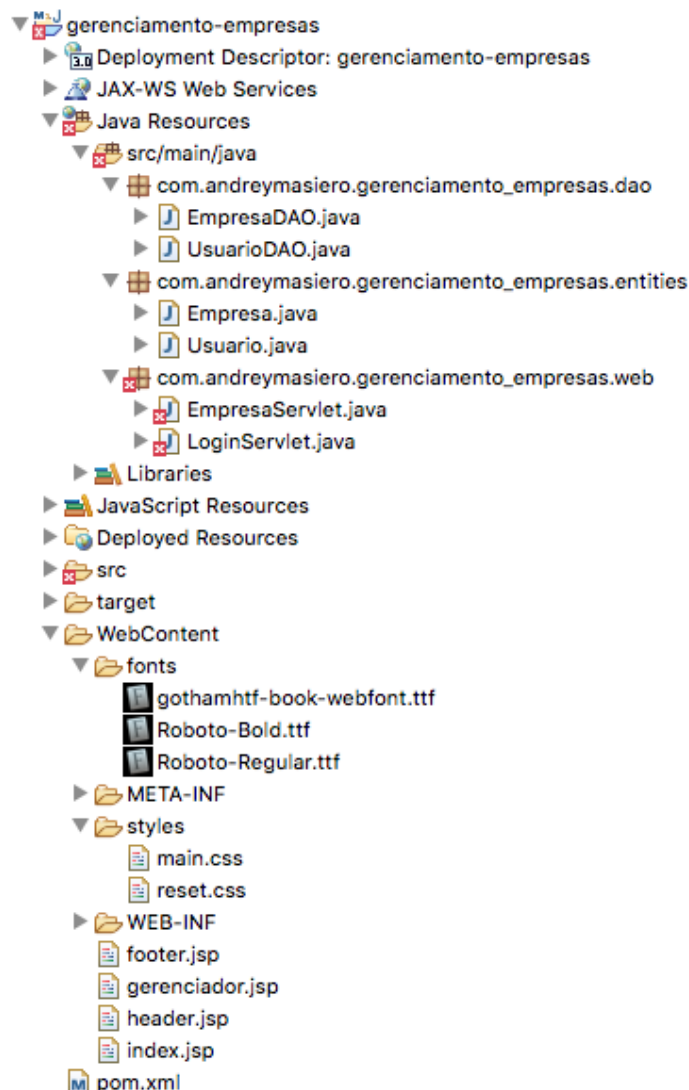 gerenciamento-empresas
Deployment Descriptor: gerenciamento-empresas
JAX-WS Web Services
Java Resources
src/main/java
com.andreymasiero.gerenciamento_empresas.dao
EmpresaDAO.java
UsuarioDAO.java
com.andreymasiero.gerenciamento_empresas.entities
Empresa.java
Usuario.java
com.andreymasiero.gerenciamento_empresas.web
EmpresaServlet.java
LoginServlet.java
Libraries
JavaScript Resources
Deployed Resources
src
target
WebContent
fonts
gothamhtf-book-webfont.ttf
Roboto-Bold.ttf
Roboto-Regular.ttf
META-INF
styles
main.css
reset.css
WEB-INF
footer.jsp
gerenciador.jsp
header.jsp
index.jsp
pom.xml